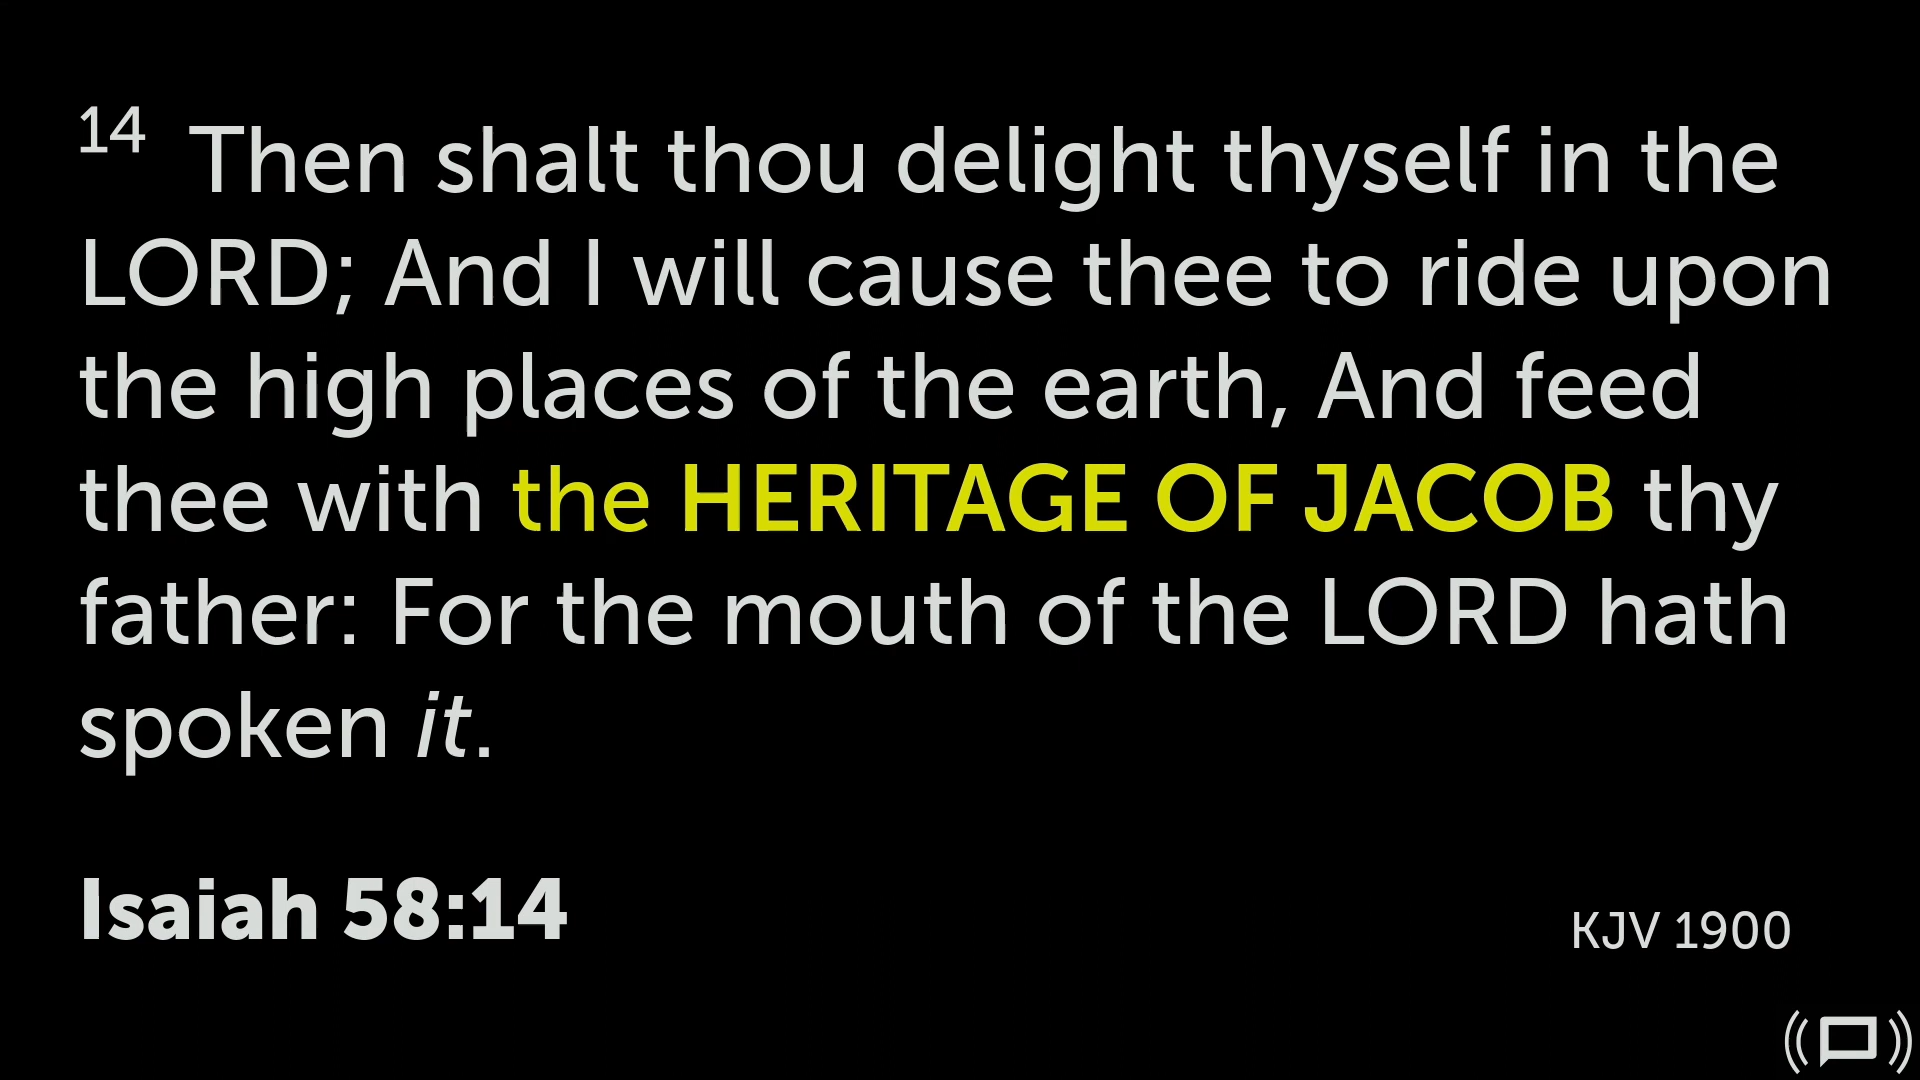 14 Then shalt thou delight thyself in the
LORD; And I will cause thee to ride upon
the high places of the earth, And feed
thee with the HERITAGE OF JACOB thy
father: For the mouth of the LORD hath
spoken it.
Isaiah 58:14
KJV 1900